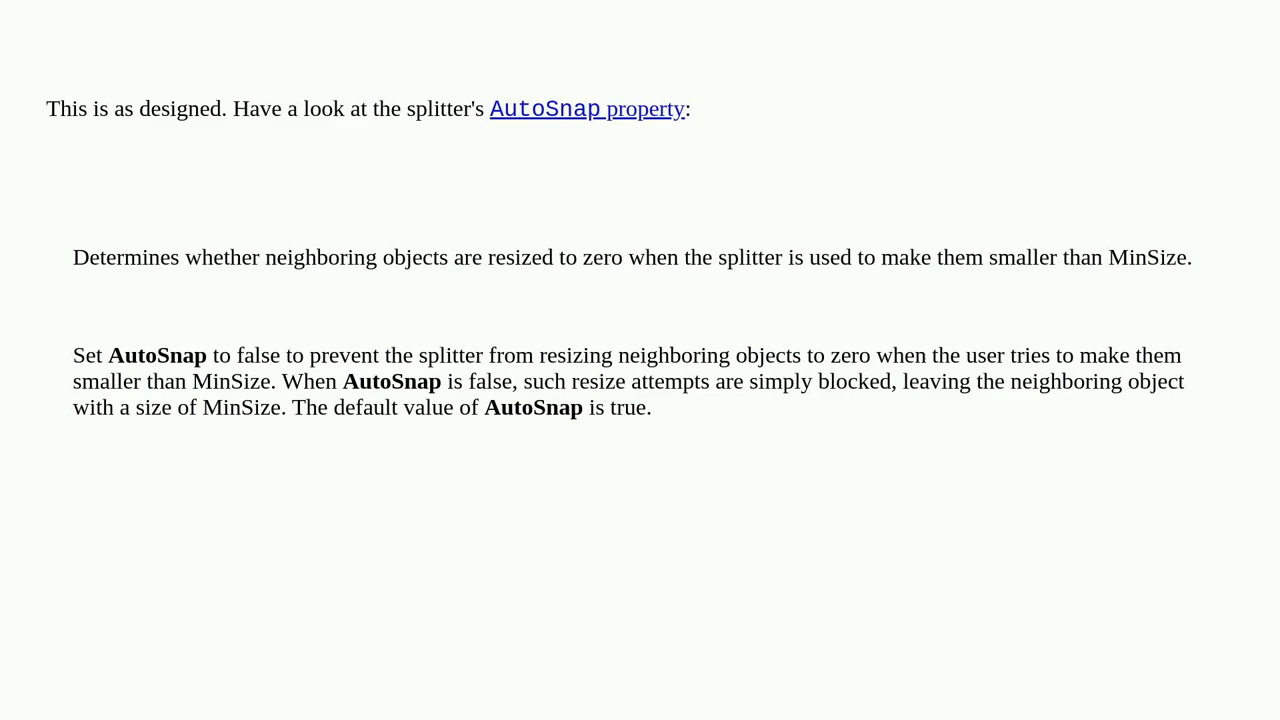 This is as designed. Have a look at the splitter's AutoSnap property:
Determines whether neighboring objects are resized to zero when the splitter is used to make them smaller than MinSize.
Set AutoSnap to false to prevent the splitter from resizing neighboring objects to zero when the user tries to make them
smaller than MinSize. When AutoSnap is false, such resize attempts are simply blocked, leaving the neighboring object
with a size of MinSize. The default value of AutoSnap is true.